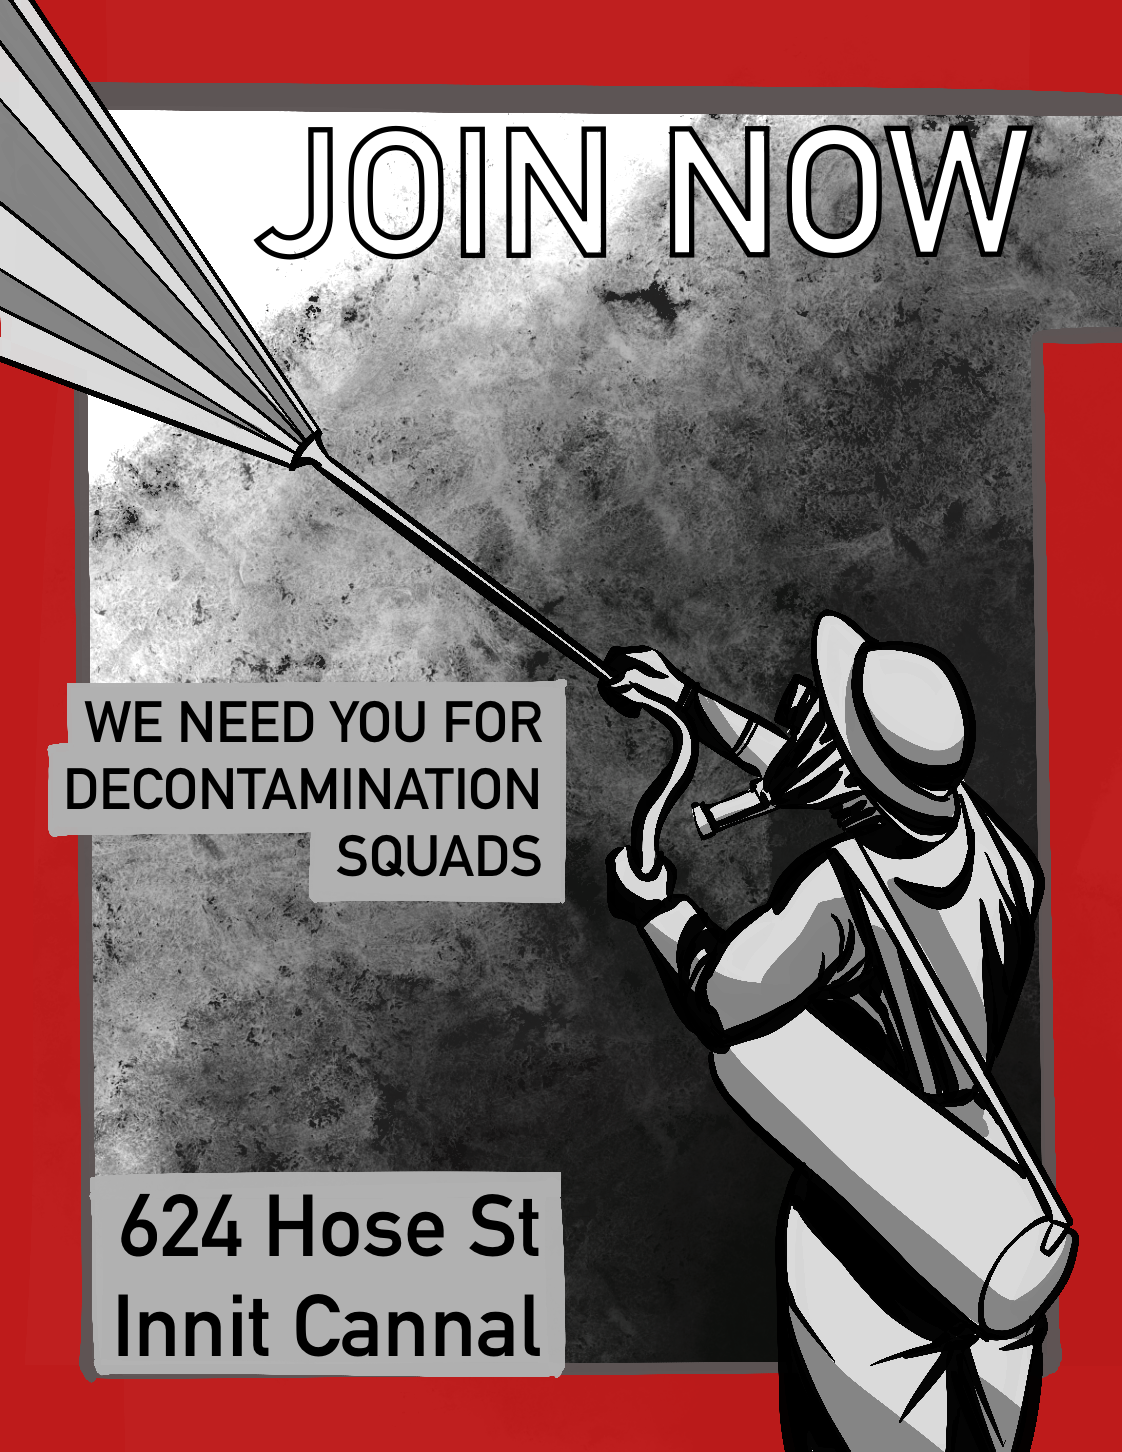 JOIN NOW
WE NEED YOU FOR
DECONTAMINATION
SQUADS
624 Hose St
Innit Cannal